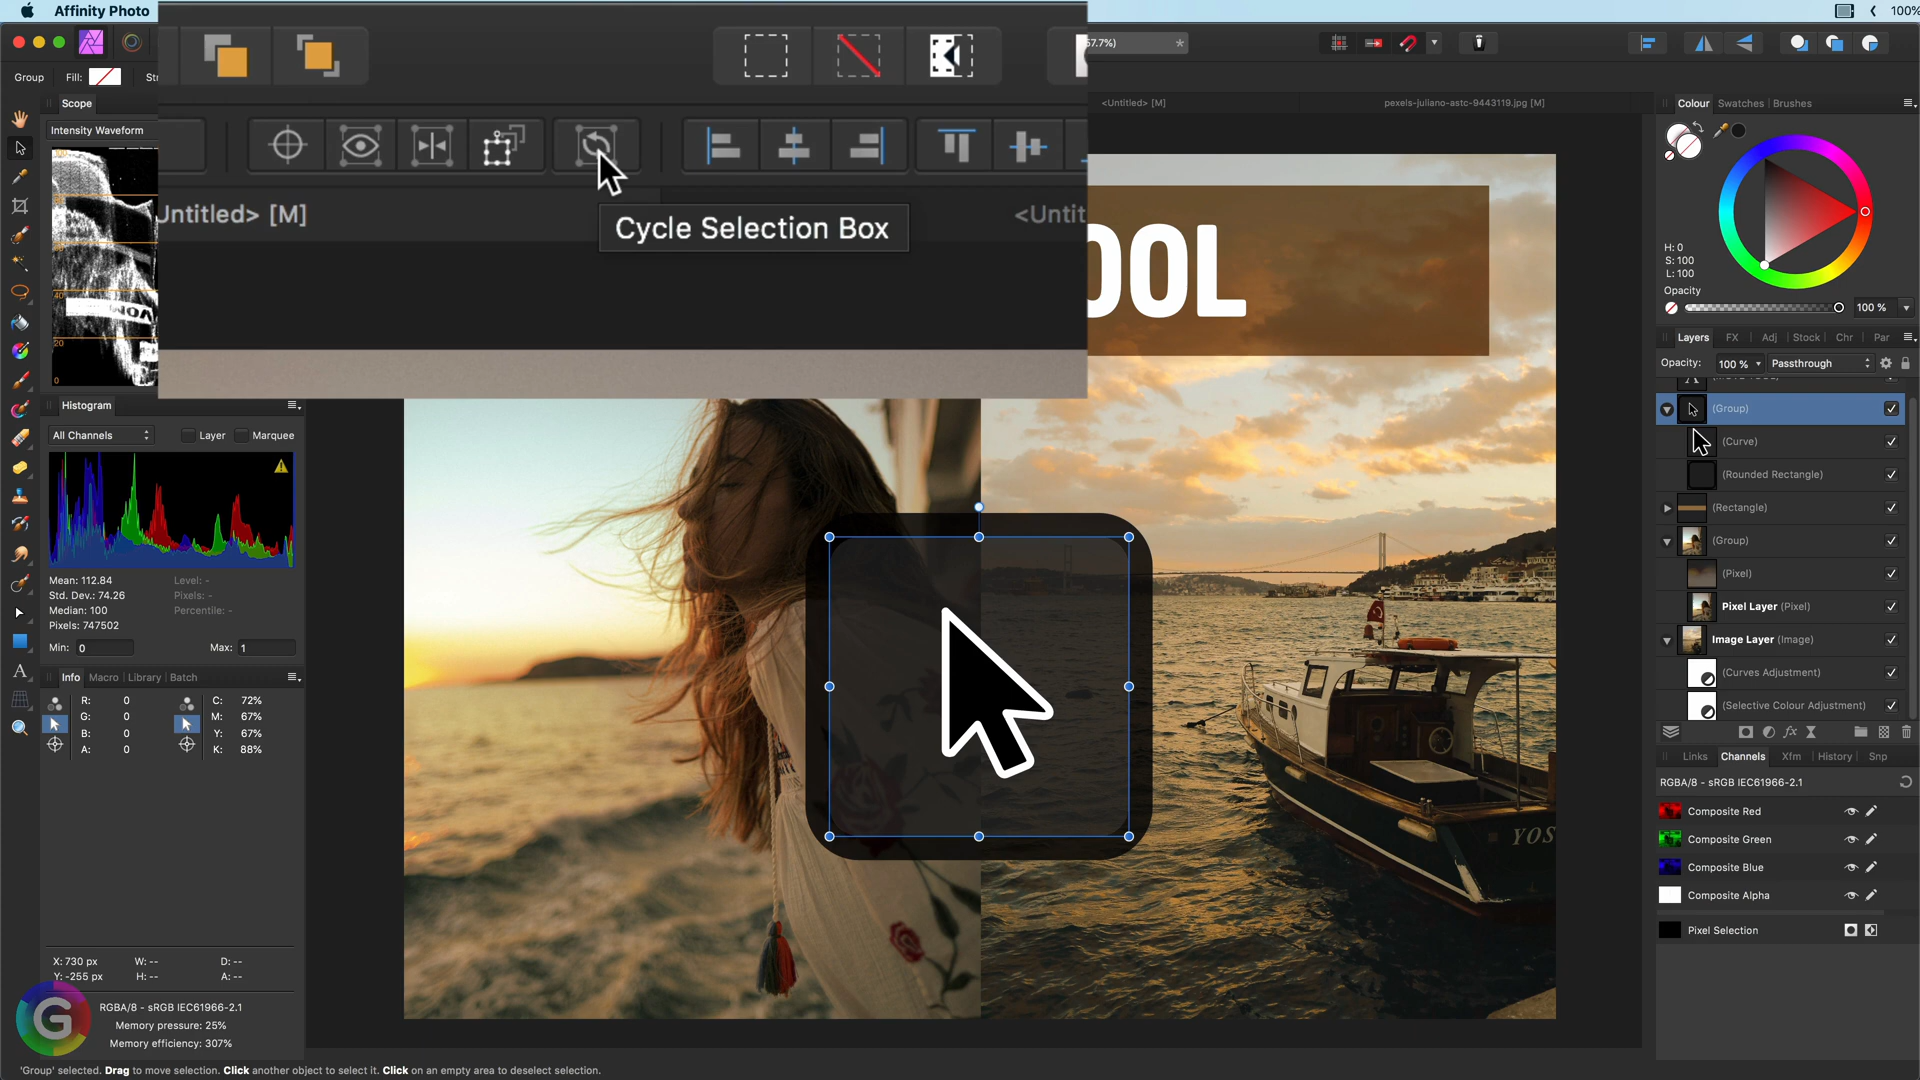 Affinity Photo
100%
57.7%)
*
Group
Fill:
Scope
<Untitled> [M]
pexels-juliano-astc-9443119.jpg [M]
Colour
Swatches
Brushes
Intensity Waveform
Untitled> [M]
<Untit
Cycle Selection Box
OOL
H: 0
S: 100
L: 100
Opacity
100 %
80
40
20
0
Layers
FX
Adj
Stock
Chr
Par
Opacity:
100 %
Passthrough
Histogram
(Group)
All Channels
Layer
Marquee
(Curve)
(Rounded Rectangle)
(Rectangle)
(Group)
(Pixel)
Mean: 112.84
Level: -
Std. Dev.: 74.26
Pixels: -
Median: 100
Percentile: -
Pixels: 747502
Pixel Layer (Pixel)
Min: 0
Max: 1
Image Layer (Image)
Info
Macro
Library
Batch
(Curves Adjustment)
R: 0
C: 72%
(Selective Colour Adjustment)
G: 0
M: 67%
B: 0
Y: 67%
A: 0
K: 88%
Links
Channels
Xfm
History
Snp
RGBA/8 - sRGB IEC61966-2.1
Composite Red
Composite Green
YOS
Composite Blue
Composite Alpha
Pixel Selection
X: 730 px
W: --
D: --
Y: -255 px
H: --
A: --
G
RGBA/8 - sRGB IEC61966-2.1
Memory pressure: 25%
Memory efficiency: 307%
'Group' selected. Drag to move selection. Click another object to select it. Click on an empty area to deselect selection.